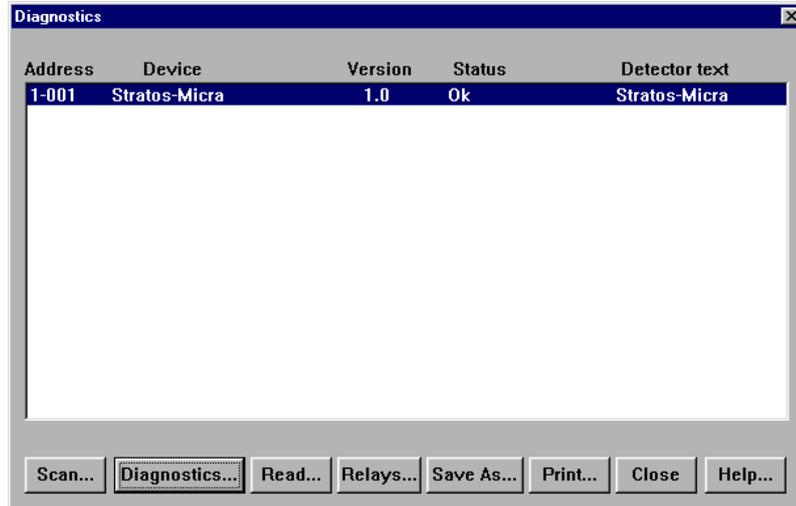 Diagnostics
Address Device Version Status Detector text
1-001 Stratos-Micra 1.0 Ok Stratos-Micra
Scan... Diagnostics... Read... Relays... Save As... Print... Close Help...